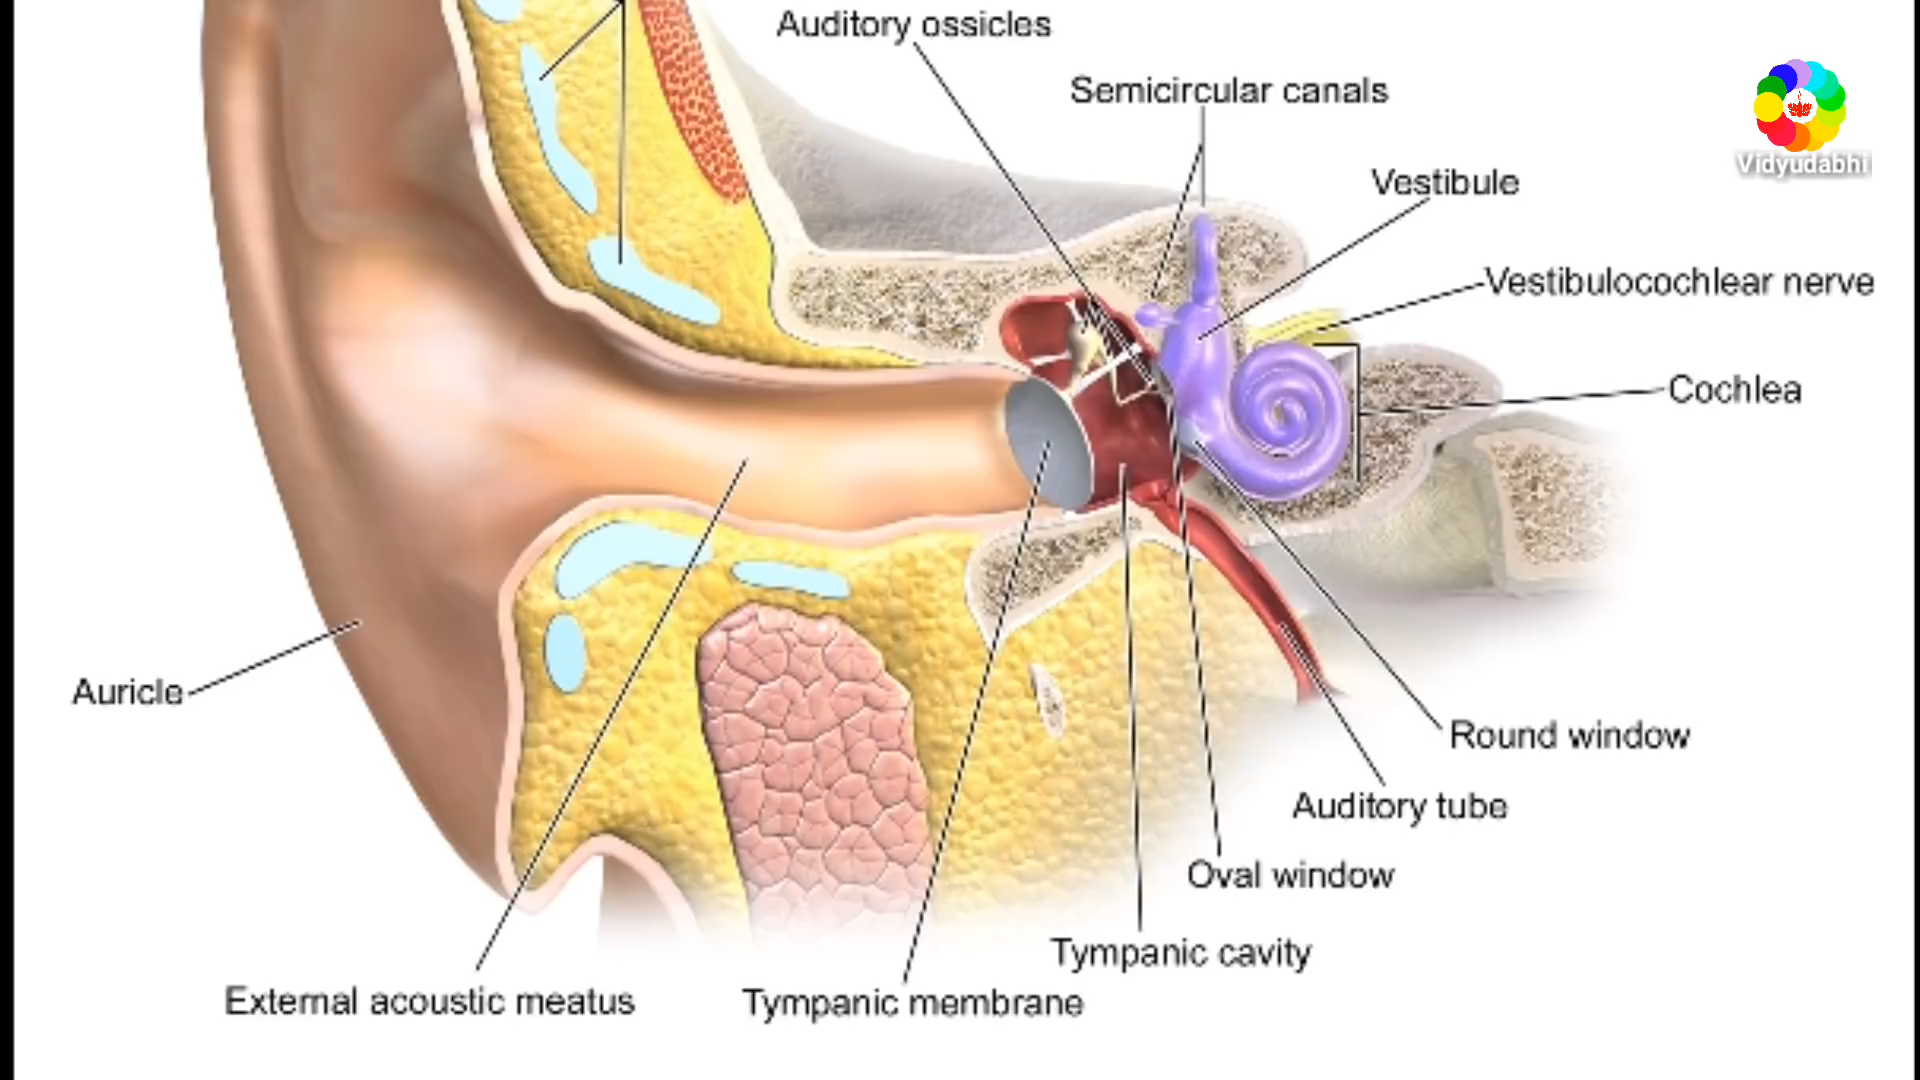 Auditory ossicles
Semicircular canals
Vidyudabhi
Vestibule
Vestibulocochlear nerve
Cochlea
Auricle
Round window
Auditory tube
Oval window
Tympanic cavity
External acoustic meatus
Tympanic membrane